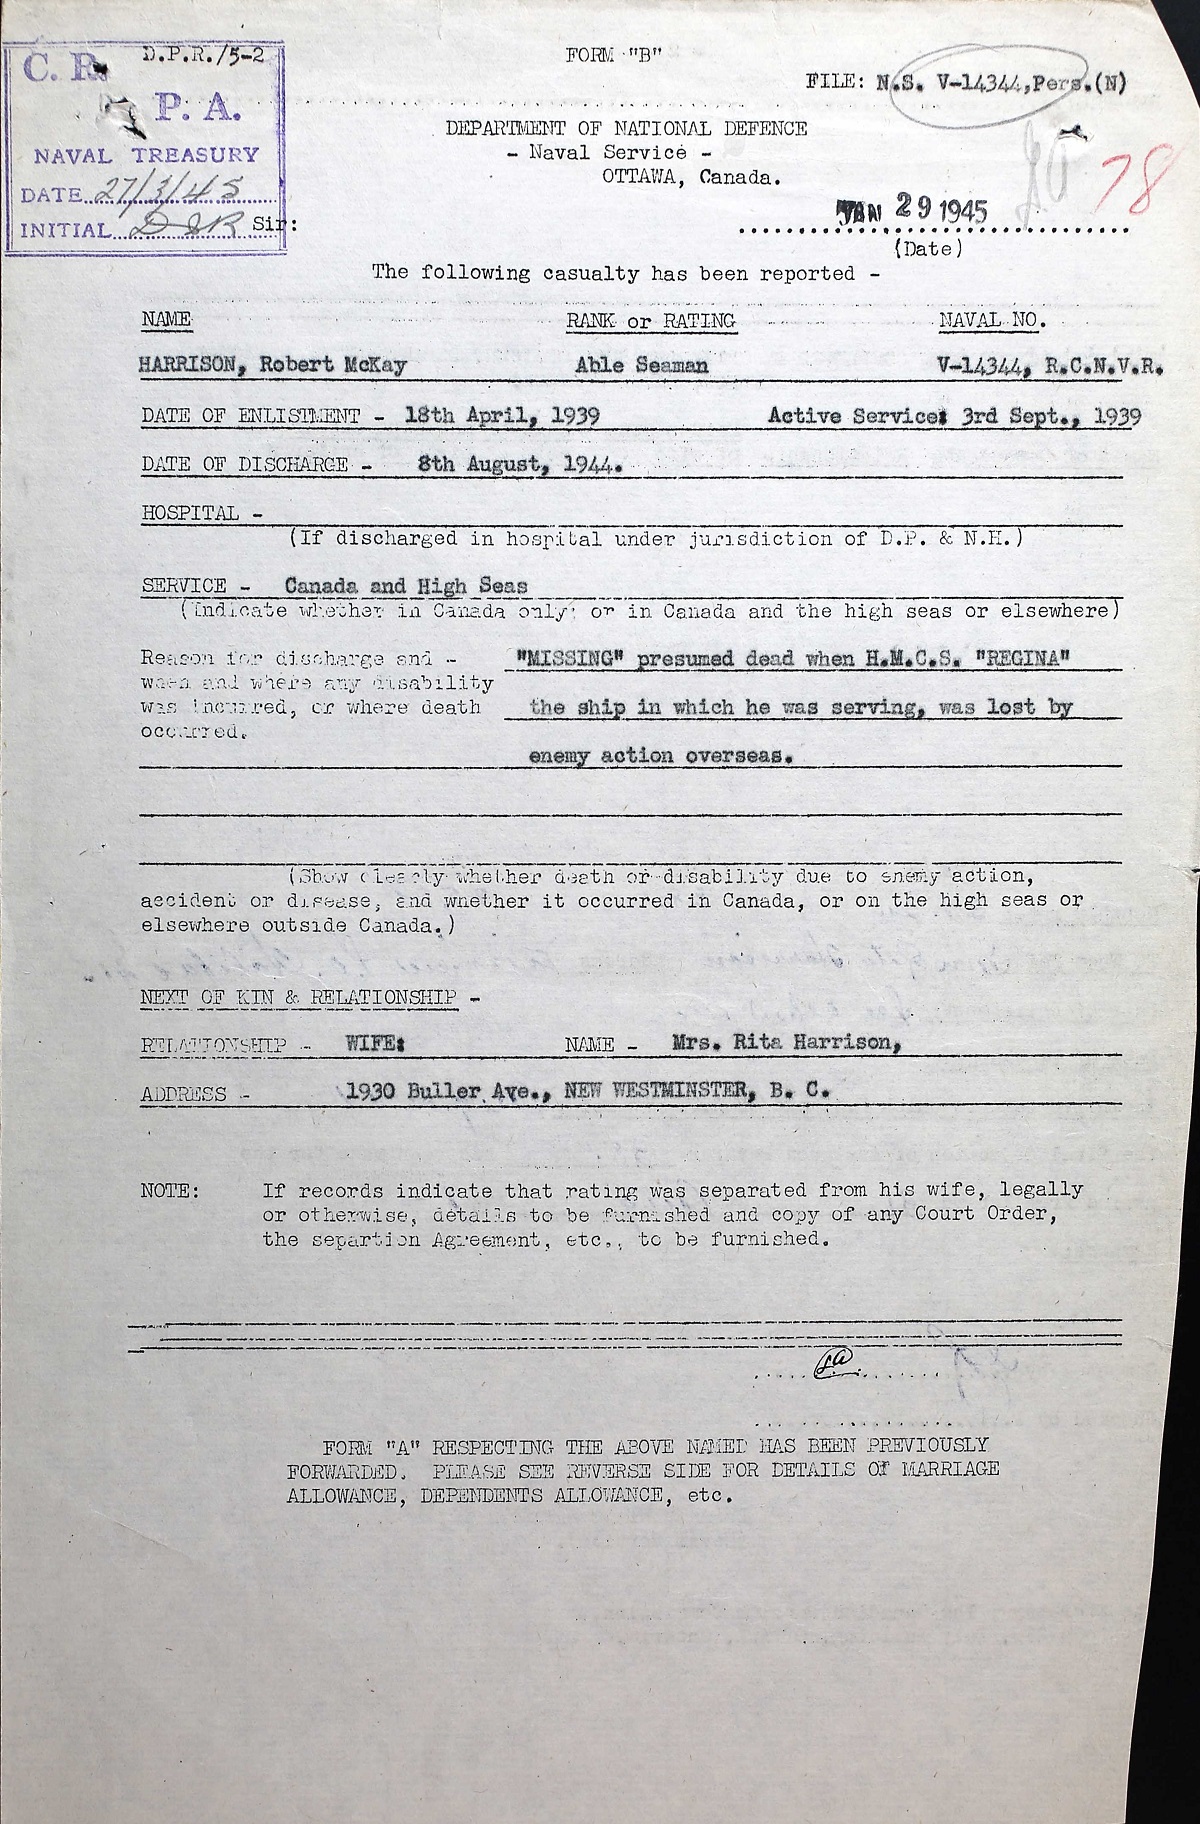 C. R. D.P.R./5-2
P. A.
NAVAL TREASURY
DATE 27/3/45
INITIAL
FORM "B"
FILE: N.S. V-14344,Pers.(N)
78
DEPARTMENT OF NATIONAL DEFENCE
- Naval Service -
OTTAWA, Canada.
JAN 29 1945
(Date)
Sir:
The following casualty has been reported -
NAME RANK or RATING NAVAL NO.
HARRISON, Robert McKay Able Seaman V-14344, R.C.N.V.R.
DATE OF ENLISTMENT - 18th April, 1939 Active Service: 3rd Sept., 1939
DATE OF DISCHARGE - 8th August, 1944.
HOSPITAL -
(If discharged in hospital under jurisdiction of D.P. & N.H.)
SERVICE - Canada and High Seas
(Indicate whether in Canada only; or in Canada and the high seas or elsewhere)
Reason for discharge and - "MISSING" presumed dead when H.M.C.S. "REGINA"
when and where any disability
was incurred, or where death the ship in which he was serving, was lost by
occurred.
enemy action overseas.
(Show clearly whether death or disability due to enemy action,
accident or disease, and whether it occurred in Canada, or on the high seas or
elsewhere outside Canada.)
NEXT OF KIN & RELATIONSHIP -
RELATIONSHIP - WIFE: NAME - Mrs. Rita Harrison,
ADDRESS - 1930 Buller Ave., NEW WESTMINSTER, B. C.
NOTE: If records indicate that rating was separated from his wife, legally
or otherwise, details to be furnished and copy of any Court Order,
the separtion Agreement, etc., to be furnished.
FORM "A" RESPECTING THE ABOVE NAMED HAS BEEN PREVIOUSLY
FORWARDED. PLEASE SEE REVERSE SIDE FOR DETAILS Of MARRIAGE
ALLOWANCE, DEPENDENTS ALLOWANCE, etc.